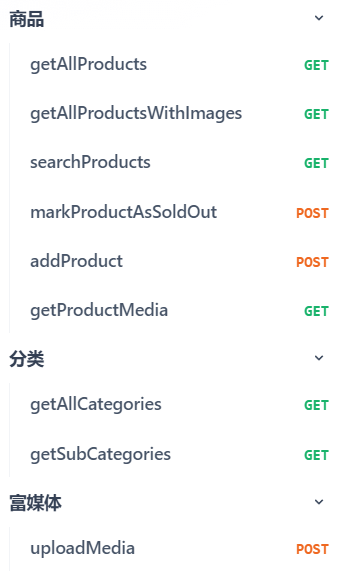 商品
getAllProducts GET
getAllProductsWithImages GET
searchProducts GET
markProductAsSoldOut POST
addProduct POST
getProductMedia GET
分类
getAllCategories GET
getSubCategories GET
富媒体
uploadMedia POST